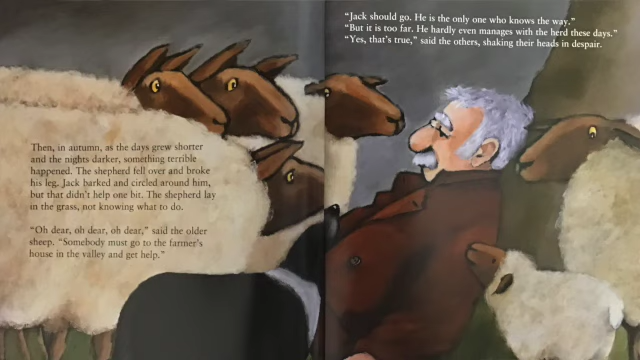 Then, in autumn, as the days grew shorter
and the nights darker, something terrible
happened. The shepherd fell over and broke
his leg. Jack barked and circled around him,
but that didn't help one bit. The shepherd lay
in the grass, not knowing what to do.
"Oh dear, oh dear, oh dear," said the older
sheep. "Somebody must go to the farmer's
house in the valley and get help."
"Jack should go. He is the only one who knows the way."
"But it is too far. He hardly even manages with the herd these days."
"Yes, that's true," said the others, shaking their heads in despair.